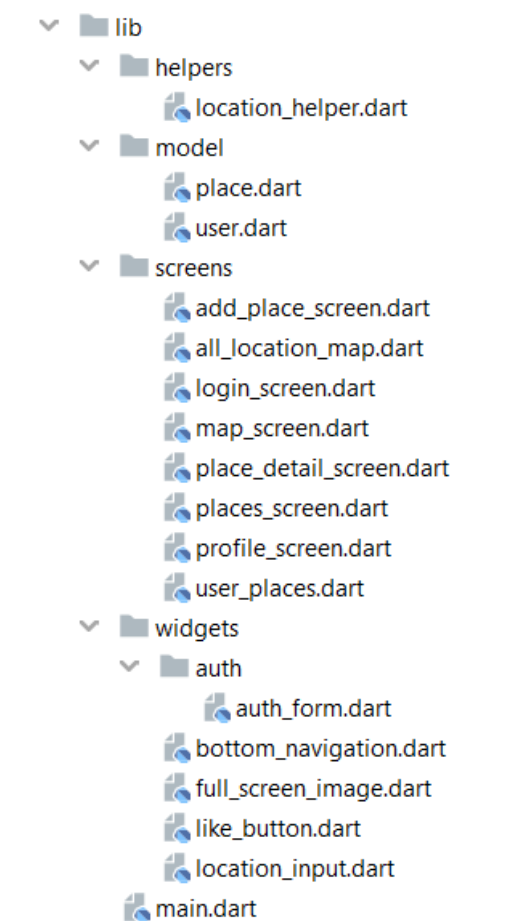 lib
helpers
location_helper.dart
model
place.dart
user.dart
screens
add_place_screen.dart
all_location_map.dart
login_screen.dart
map_screen.dart
place_detail_screen.dart
places_screen.dart
profile_screen.dart
user_places.dart
widgets
auth
auth_form.dart
bottom_navigation.dart
full_screen_image.dart
like_button.dart
location_input.dart
main.dart